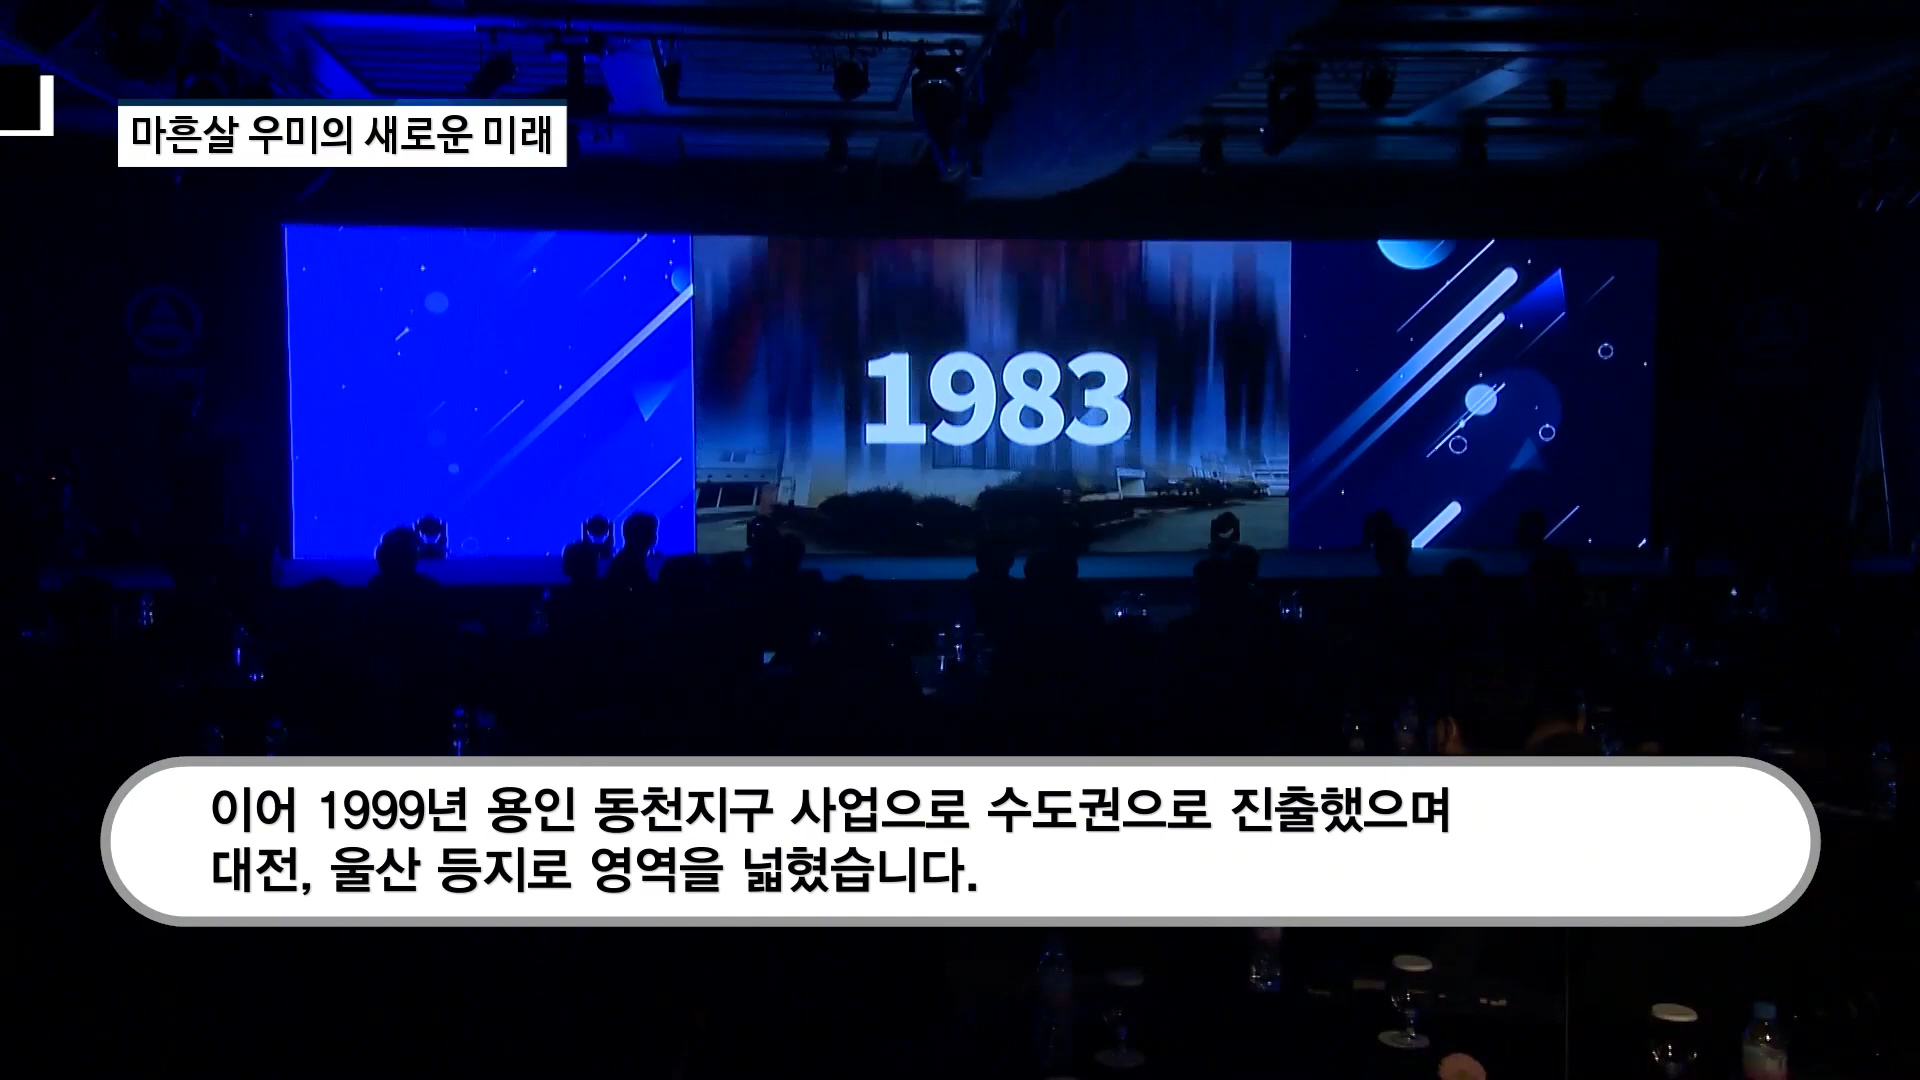 마흔살 우미의 새로운 미래
1983
이어 1999년 용인 동천지구 사업으로 수도권으로 진출했으며
대전, 울산 등지로 영역을 넓혔습니다.